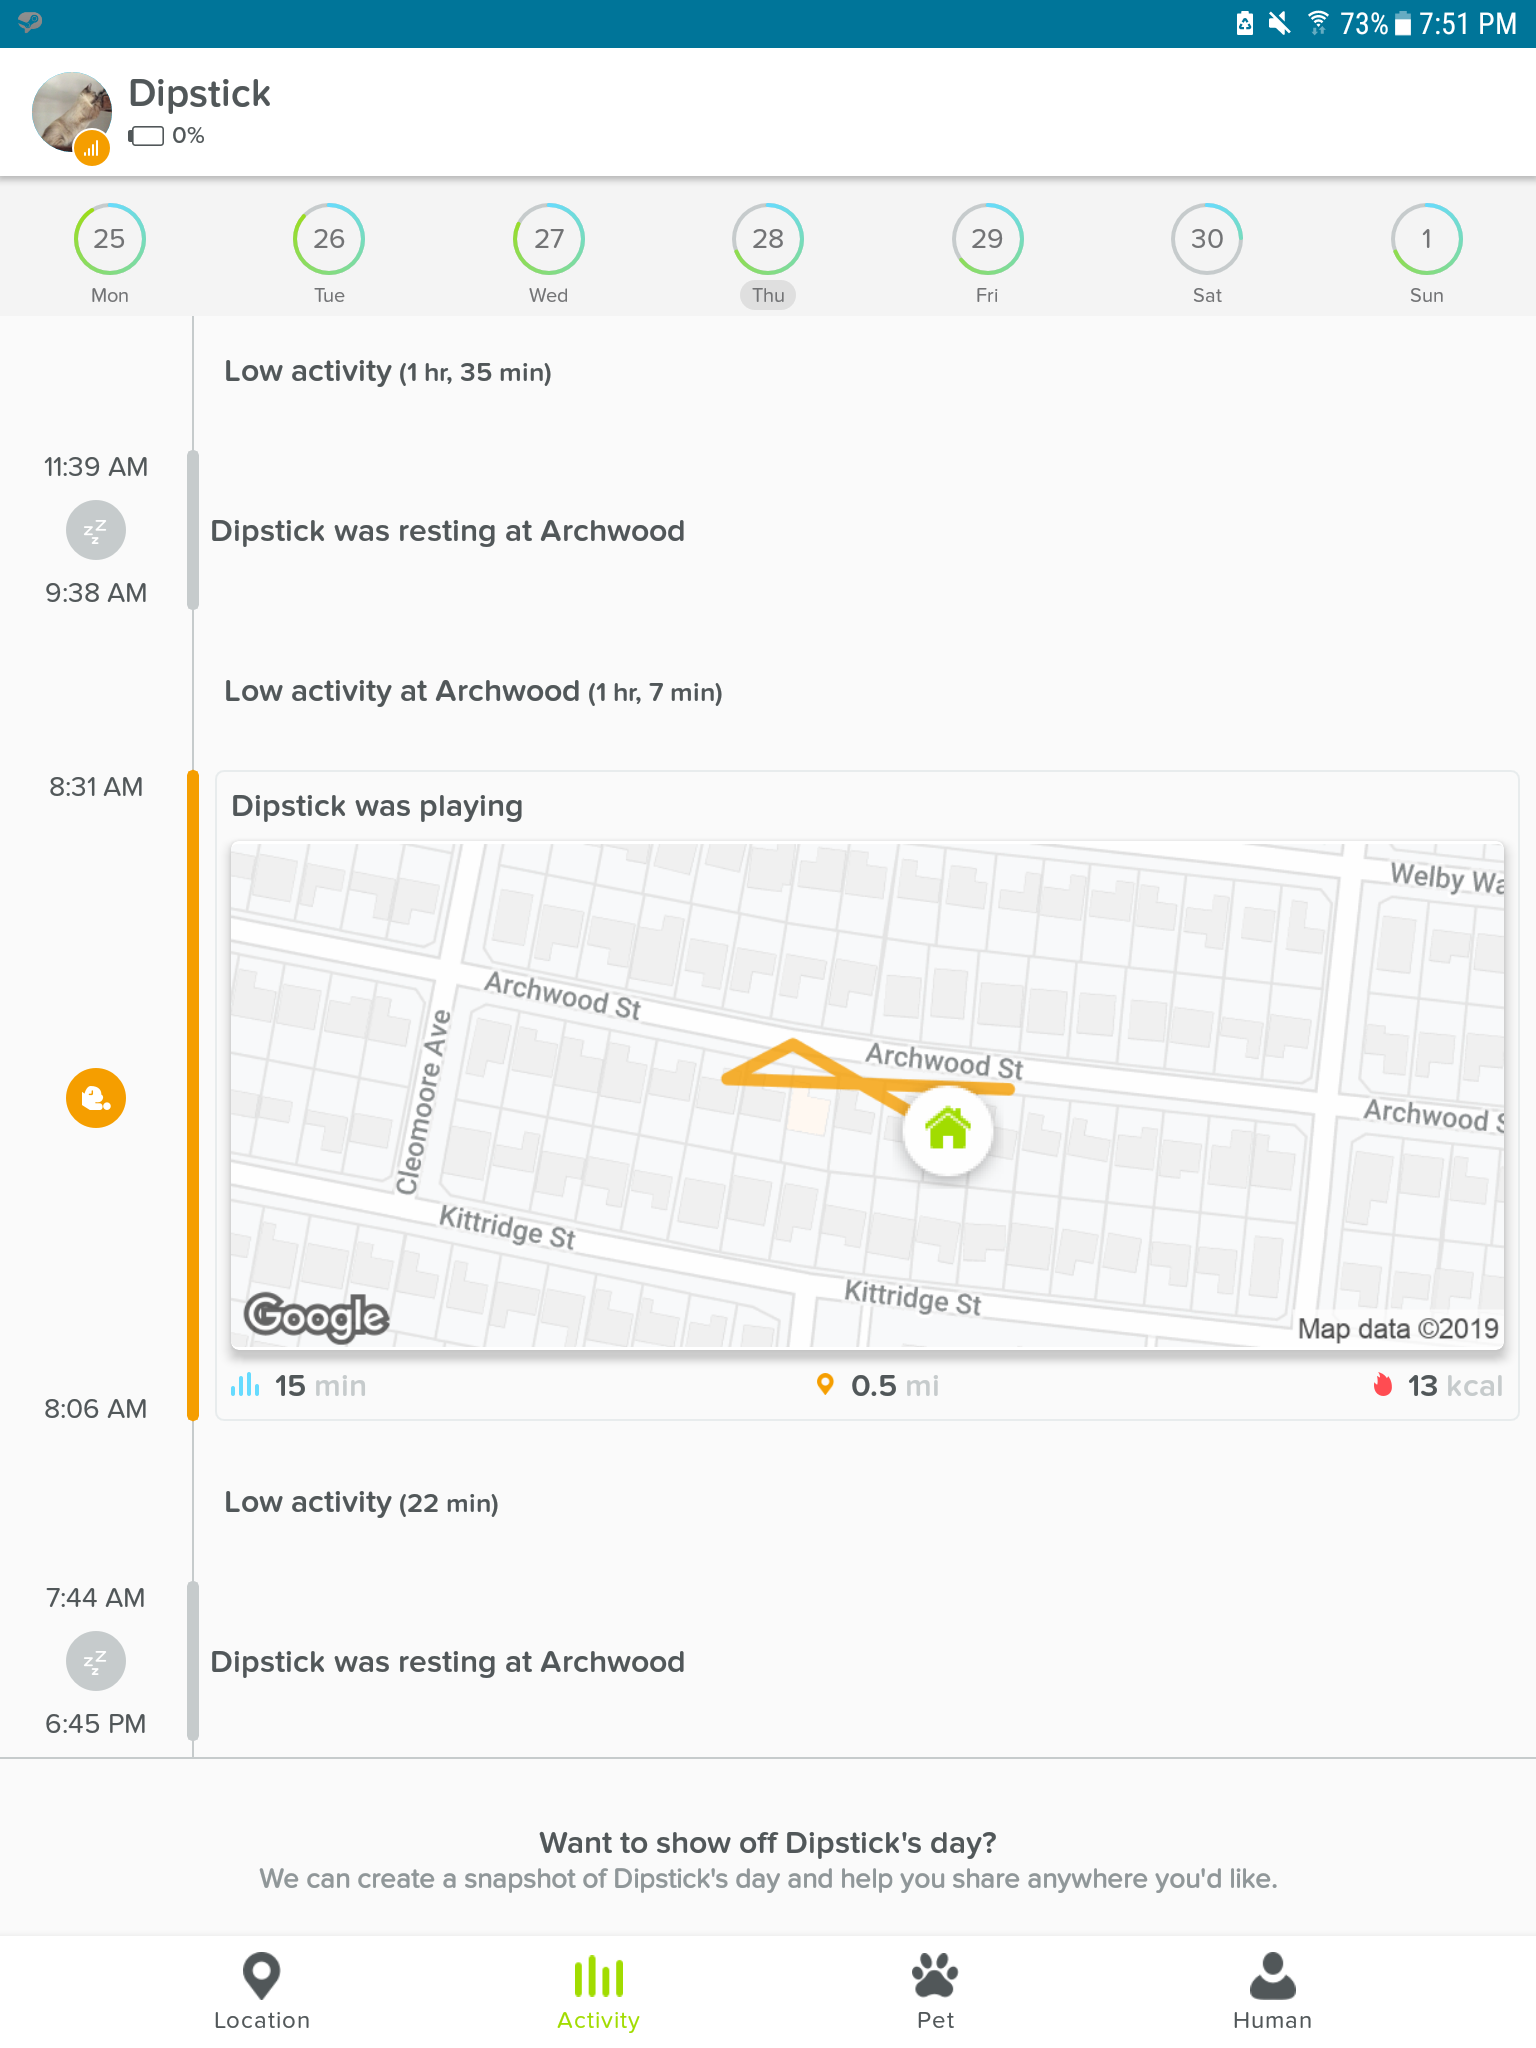 73% 7:51 PM
Dipstick
0%
25 26 27 28 29 30 1
Mon Tue Wed Thu Fri Sat Sun
Low activity (1 hr, 35 min)
11:39 AM
zZz
Dipstick was resting at Archwood
9:38 AM
Low activity at Archwood (1 hr, 7 min)
8:31 AM
Dipstick was playing
Welby Wa
Archwood St
Archwood St
Cleomoore Ave
Archwood S
Kittridge St
Kittridge St
Google
Map data ©2019
15 min 0.5 mi 13 kcal
8:06 AM
Low activity (22 min)
7:44 AM
zZz
Dipstick was resting at Archwood
6:45 PM
Want to show off Dipstick's day?
We can create a snapshot of Dipstick's day and help you share anywhere you'd like.
Location Activity Pet Human